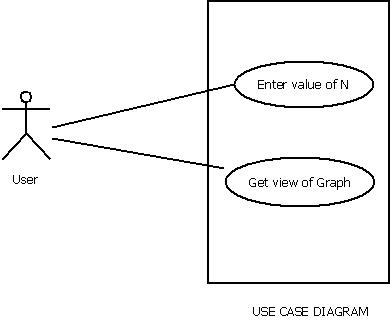 Enter value of N
User
Get view of Graph
USE CASE DIAGRAM